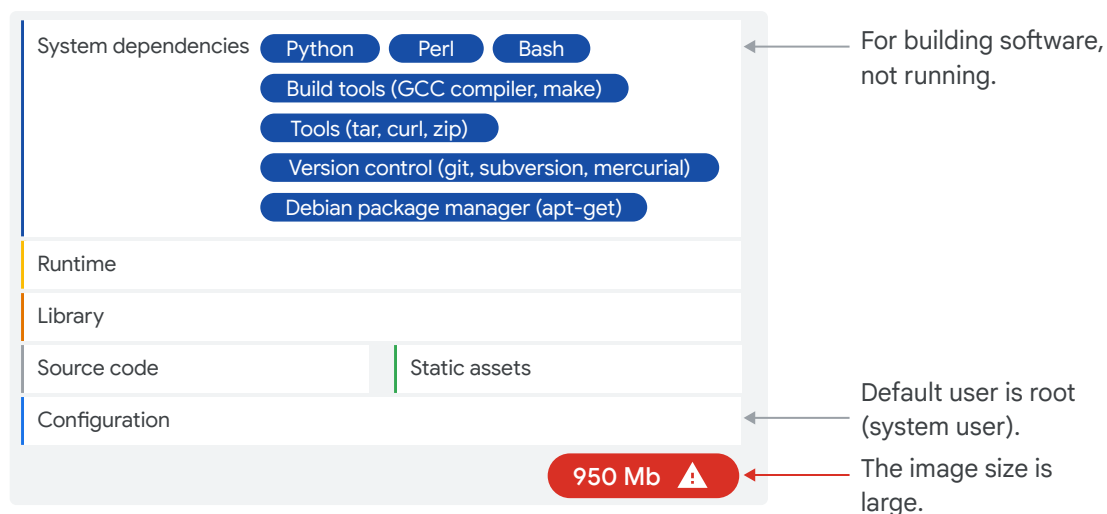 System dependencies
Python
Perl
Bash
Build tools (GCC compiler, make)
Tools (tar, curl, zip)
Version control (git, subversion, mercurial)
Debian package manager (apt-get)
For building software,
not running.
Runtime
Library
Source code
Static assets
Configuration
Default user is root
(system user).
950 Mb
The image size is
large.